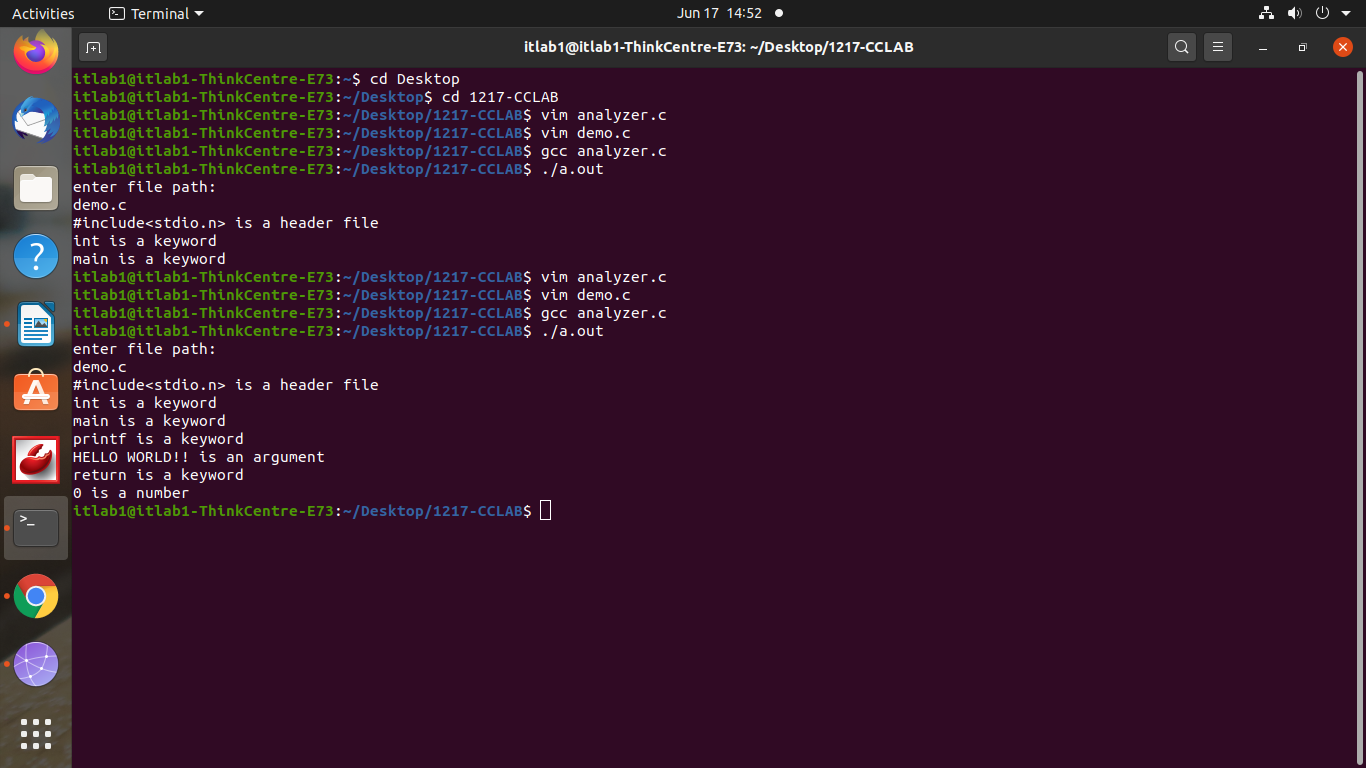 Activities Terminal Jun 17 14:52
itlab1@itlab1-ThinkCentre-E73: ~/Desktop/1217-CCLAB
itlab1@itlab1-ThinkCentre-E73:~$ cd Desktop
itlab1@itlab1-ThinkCentre-E73:~/Desktop$ cd 1217-CCLAB
itlab1@itlab1-ThinkCentre-E73:~/Desktop/1217-CCLAB$ vim analyzer.c
itlab1@itlab1-ThinkCentre-E73:~/Desktop/1217-CCLAB$ vim demo.c
itlab1@itlab1-ThinkCentre-E73:~/Desktop/1217-CCLAB$ gcc analyzer.c
itlab1@itlab1-ThinkCentre-E73:~/Desktop/1217-CCLAB$ ./a.out
enter file path:
demo.c
#include<stdio.n> is a header file
int is a keyword
main is a keyword
itlab1@itlab1-ThinkCentre-E73:~/Desktop/1217-CCLAB$ vim analyzer.c
itlab1@itlab1-ThinkCentre-E73:~/Desktop/1217-CCLAB$ vim demo.c
itlab1@itlab1-ThinkCentre-E73:~/Desktop/1217-CCLAB$ gcc analyzer.c
itlab1@itlab1-ThinkCentre-E73:~/Desktop/1217-CCLAB$ ./a.out
enter file path:
demo.c
#include<stdio.n> is a header file
int is a keyword
main is a keyword
printf is a keyword
HELLO WORLD!! is an argument
return is a keyword
0 is a number
itlab1@itlab1-ThinkCentre-E73:~/Desktop/1217-CCLAB$